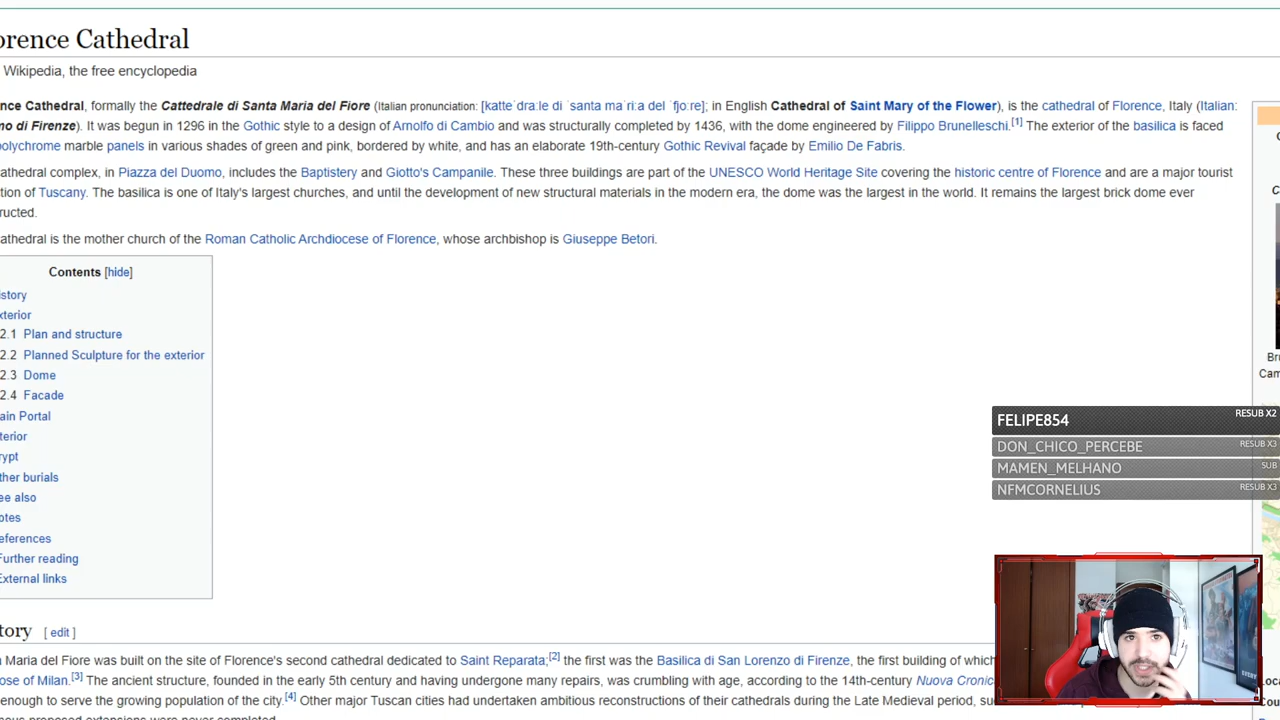 orence Cathedral
Wikipedia, the free encyclopedia
nce Cathedral, formally the Cattedrale di Santa Maria del Fiore (Italian pronunciation: [katteˈdraːle di ˈsanta maˈriːa del ˈfjoːre]; in English Cathedral of Saint Mary of the Flower), is the cathedral of Florence, Italy (Italian:
mo di Firenze). It was begun in 1296 in the Gothic style to a design of Arnolfo di Cambio and was structurally completed by 1436, with the dome engineered by Filippo Brunelleschi.[1] The exterior of the basilica is faced
polychrome marble panels in various shades of green and pink, bordered by white, and has an elaborate 19th-century Gothic Revival façade by Emilio De Fabris.
athedral complex, in Piazza del Duomo, includes the Baptistery and Giotto's Campanile. These three buildings are part of the UNESCO World Heritage Site covering the historic centre of Florence and are a major tourist
tion of Tuscany. The basilica is one of Italy's largest churches, and until the development of new structural materials in the modern era, the dome was the largest in the world. It remains the largest brick dome ever
ructed.
athedral is the mother church of the Roman Catholic Archdiocese of Florence, whose archbishop is Giuseppe Betori.
Contents [hide]
istory
xterior
2.1 Plan and structure
2.2 Planned Sculpture for the exterior
2.3 Dome
2.4 Facade
ain Portal
terior
rypt
ther burials
ee also
otes
eferences
Further reading
External links
Br
Cam
FELIPE854 RESUB X2
DON_CHICO_PERCEBE RESUB X3
MAMEN_MELHANO SUB
NFMCORNELIUS RESUB X3
tory [ edit ]
Maria del Fiore was built on the site of Florence's second cathedral dedicated to Saint Reparata;[2] the first was the Basilica di San Lorenzo di Firenze, the first building of which
ose of Milan.[3] The ancient structure, founded in the early 5th century and having undergone many repairs, was crumbling with age, according to the 14th-century Nuova Cronic
enough to serve the growing population of the city.[4] Other major Tuscan cities had undertaken ambitious reconstructions of their cathedrals during the Late Medieval period, su
proposed extensions were never completed.
Loca
Cou